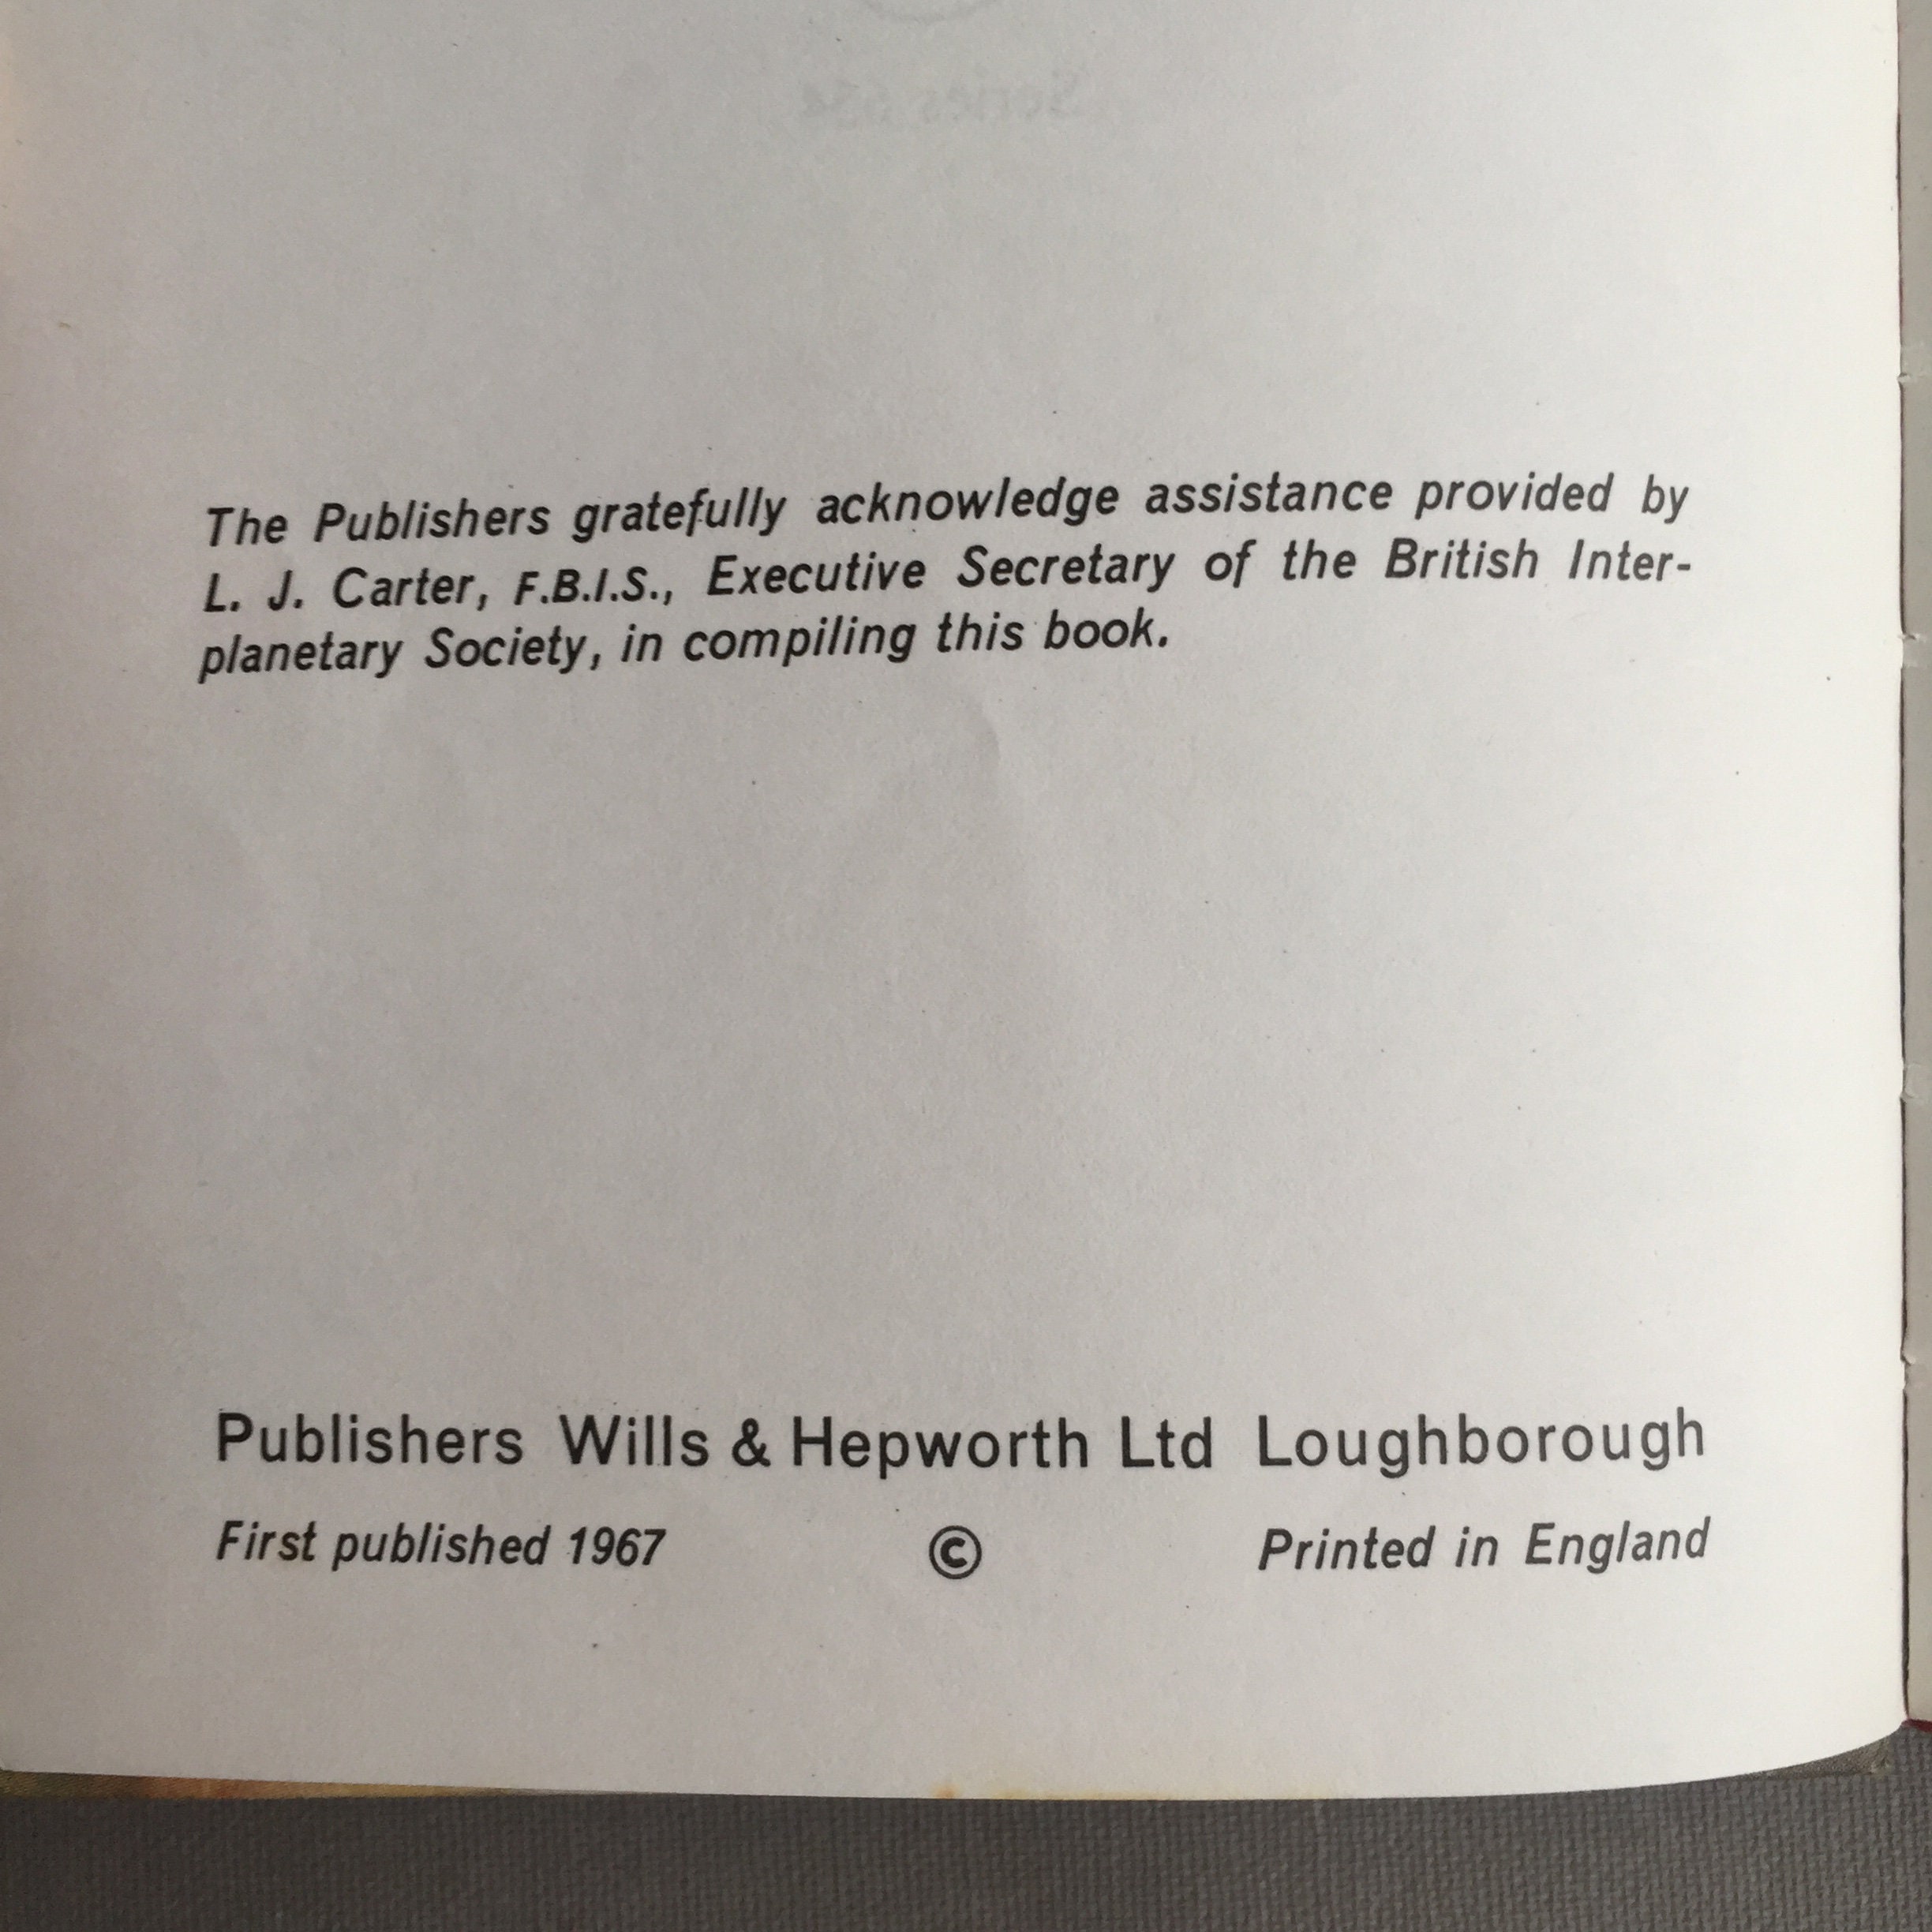 The Publishers gratefully acknowledge assistance provided by
L. J. Carter, F.B.I.S., Executive Secretary of the British Inter-
planetary Society, in compiling this book.
Publishers Wills & Hepworth Ltd Loughborough
First published 1967 © Printed in England